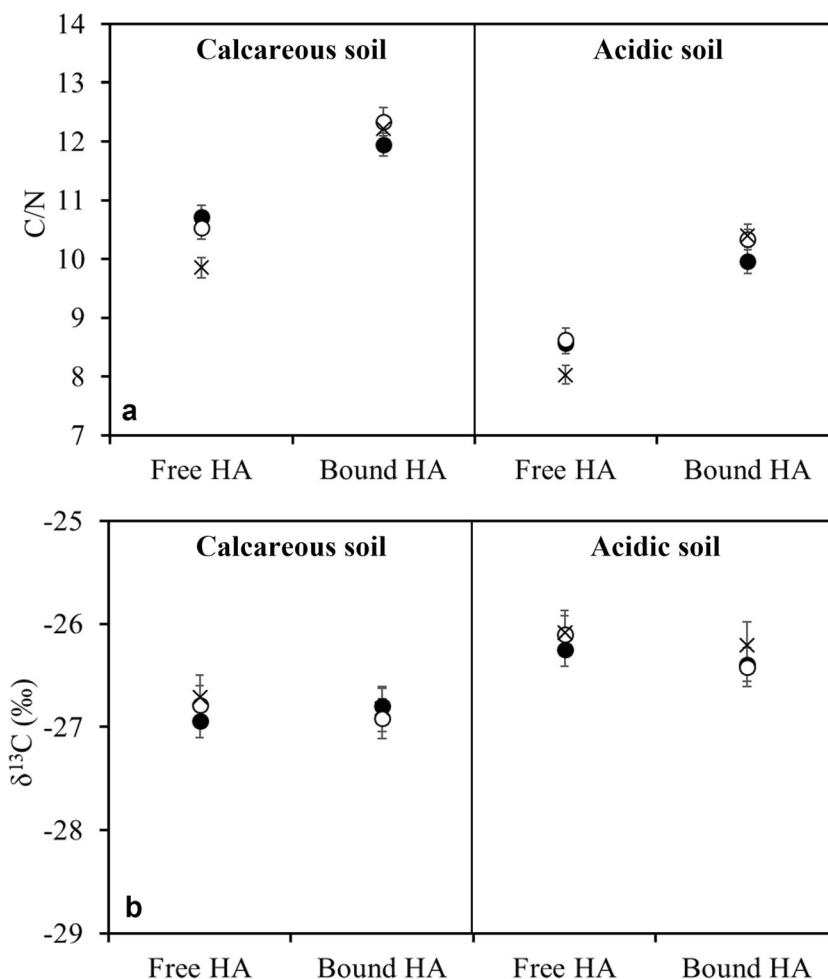 14
Calcareous soil Acidic soil
13
12
11
C/N
10
9
8
a
7
Free HA Bound HA Free HA Bound HA
-25
Calcareous soil Acidic soil
-26
δ¹³C (‰)
-27
-28
b
-29
Free HA Bound HA Free HA Bound HA